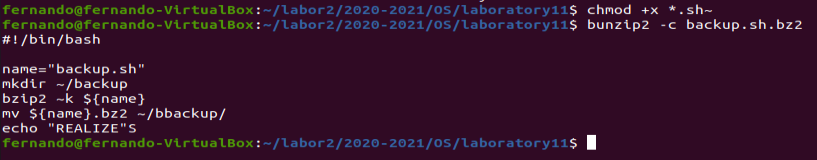 fernando@fernando-VirtualBox:~/labor2/2020-2021/OS/laboratory11$ chmod +x *.sh~
fernando@fernando-VirtualBox:~/labor2/2020-2021/OS/laboratory11$ bunzip2 -c backup.sh.bz2
#!/bin/bash

name="backup.sh"
mkdir ~/backup
bzip2 -k ${name}
mv ${name}.bz2 ~/bbackup/
echo "REALIZE"S
fernando@fernando-VirtualBox:~/labor2/2020-2021/OS/laboratory11$